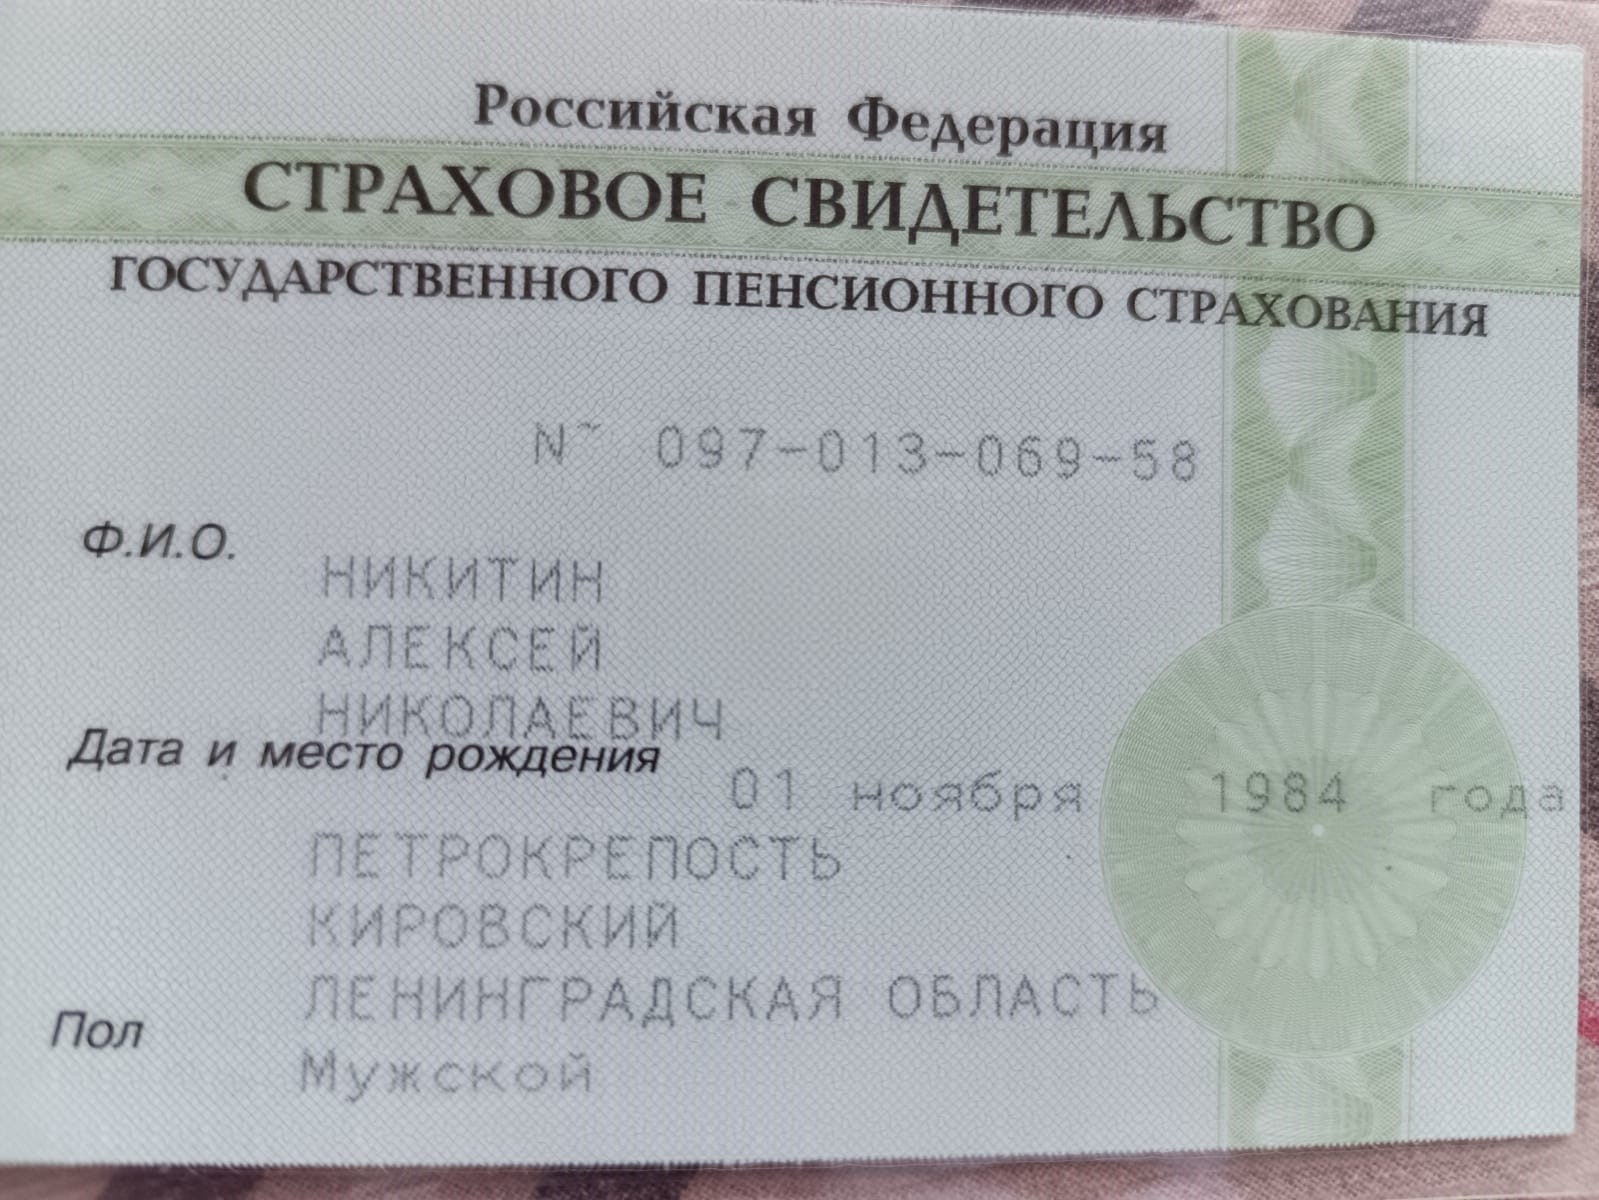 Российская Федерация
СТРАХОВОЕ СВИДЕТЕЛЬСТВО
ГОСУДАРСТВЕННОГО ПЕНСИОННОГО СТРАХОВАНИЯ
N~ 097-013-069-58
Ф.И.О.
НИКИТИН
АЛЕКСЕЙ
НИКОЛАЕВИЧ
Дата и место рождения
01 ноября 1984 года
ПЕТРОКРЕПОСТЬ
КИРОВСКИЙ
ЛЕНИНГРАДСКАЯ ОБЛАСТЬ
Пол
Мужской